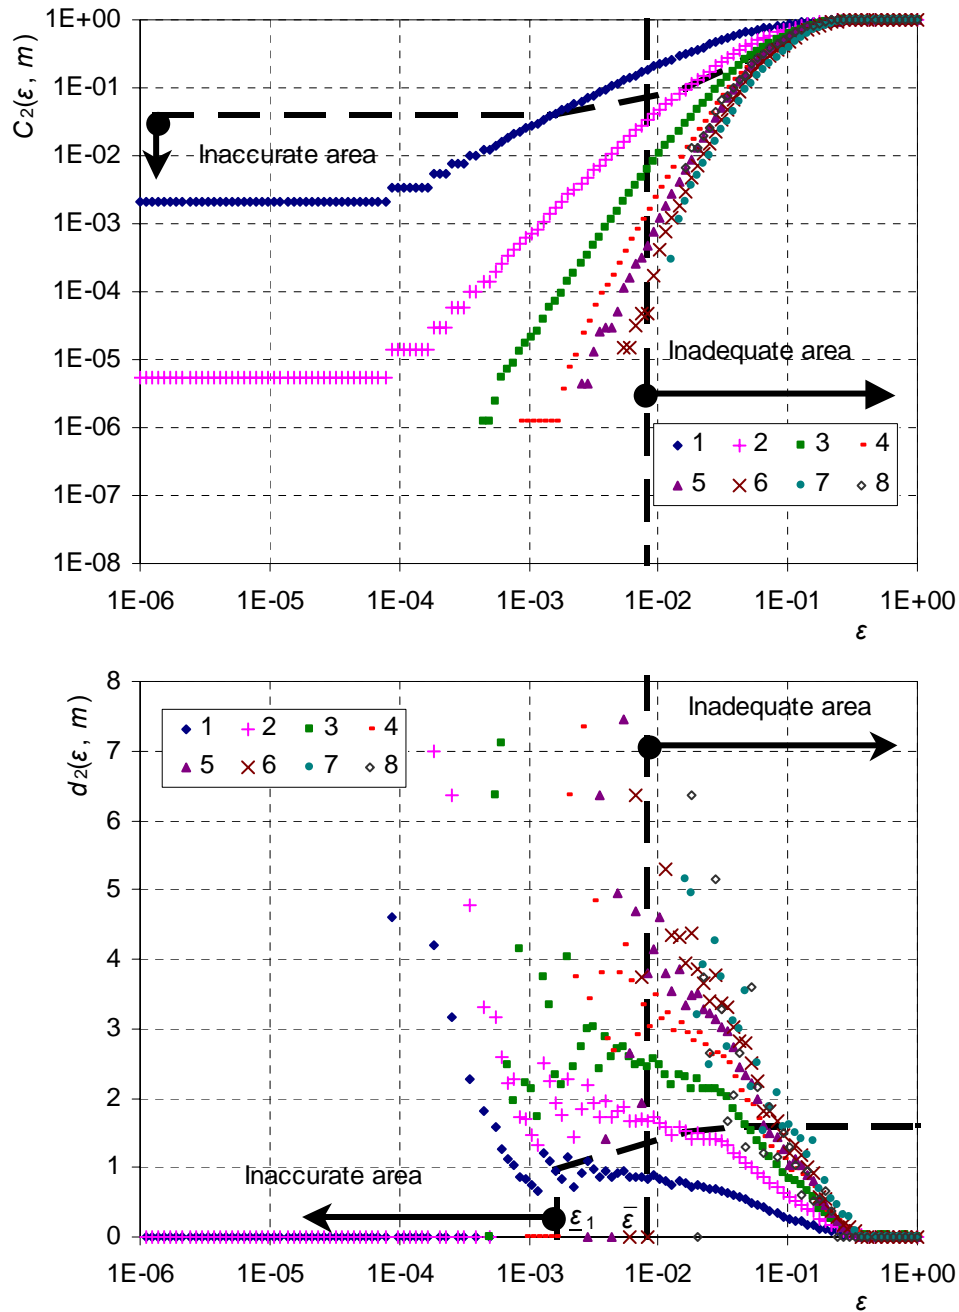 C2(ε, m)
1E+00
1E-01
1E-02
1E-03
1E-04
1E-05
1E-06
1E-07
1E-08
Inaccurate area
Inadequate area
1 2 3 4
5 6 7 8
1E-06 1E-05 1E-04 1E-03 1E-02 1E-01 1E+00
ε
d2(ε, m)
8
7
6
5
4
3
2
1
0
1 2 3 4
5 6 7 8
Inadequate area
Inaccurate area
ε1 ε̅
1E-06 1E-05 1E-04 1E-03 1E-02 1E-01 1E+00
ε